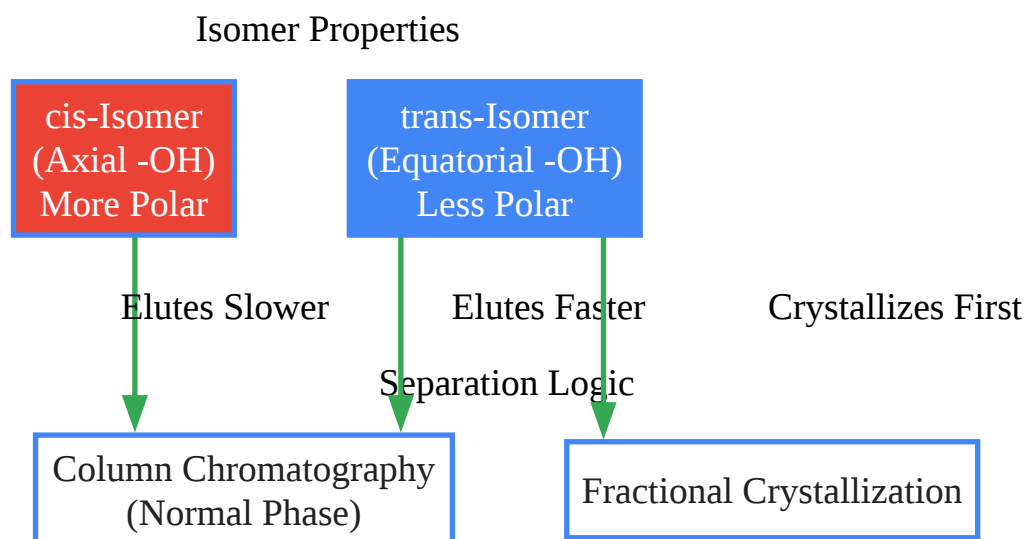 Isomer Properties
cis-Isomer
(Axial -OH)
More Polar
trans-Isomer
(Equatorial -OH)
Less Polar
Elutes Slower
Elutes Faster
Crystallizes First
Separation Logic
Column Chromatography
(Normal Phase)
Fractional Crystallization